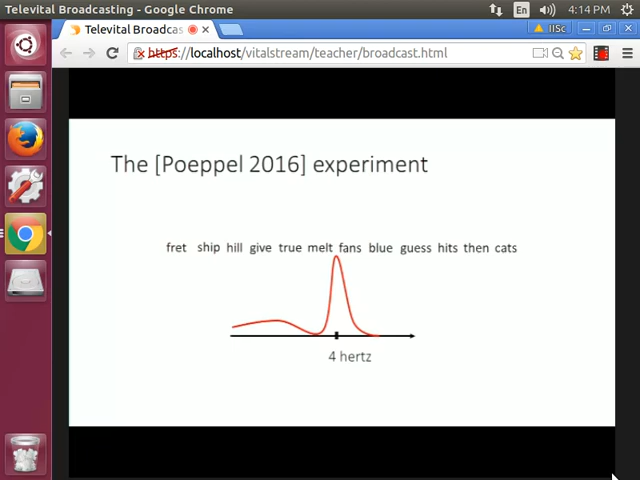 Televital Broadcasting - Google Chrome
En
4:14 PM
Televital Broadcas
IISc
https://localhost/vitalstream/teacher/broadcast.html
The [Poeppel 2016] experiment
fret ship hill give true melt fans blue guess hits then cats
4 hertz